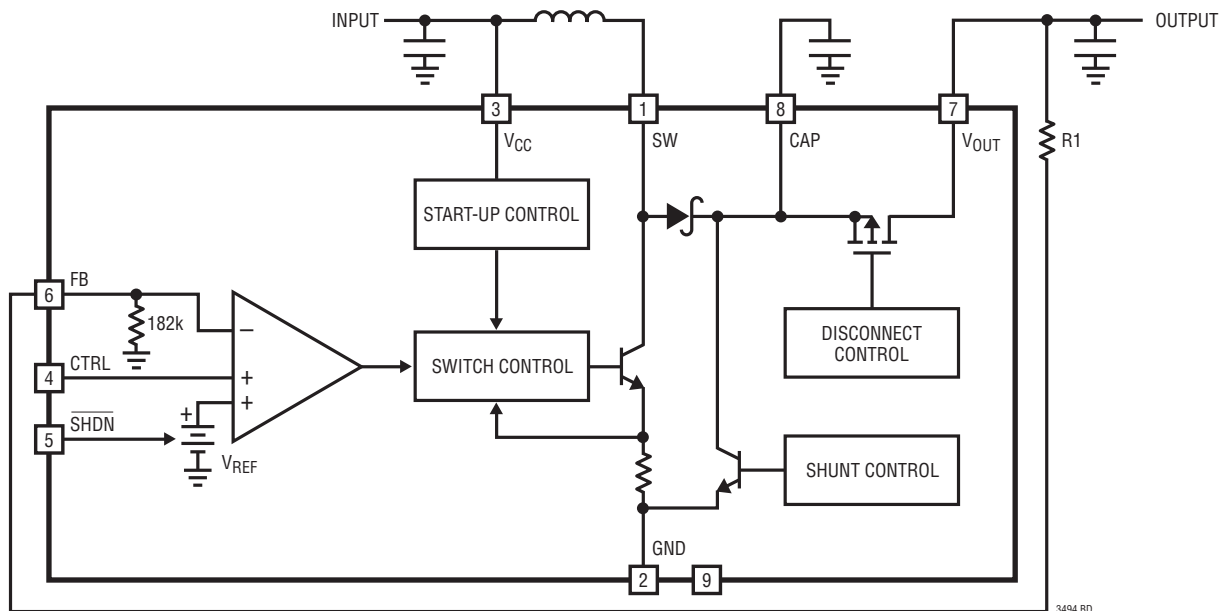 INPUT
OUTPUT
3
1
8
7
VCC
SW
CAP
VOUT
R1
START-UP CONTROL
6
FB
182k
−
DISCONNECT
CONTROL
4
CTRL
+
SWITCH CONTROL
+
+
5
SHDN
VREF
SHUNT CONTROL
GND
2
9
3494 BD